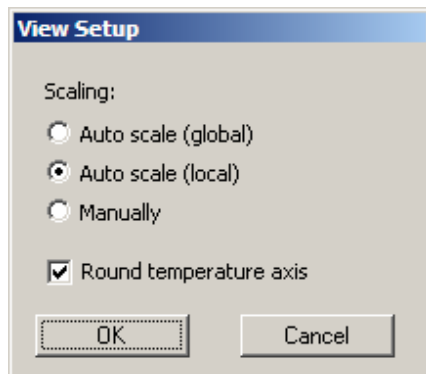 View Setup
Scaling:
Auto scale (global)
Auto scale (local)
Manually
Round temperature axis
OK Cancel